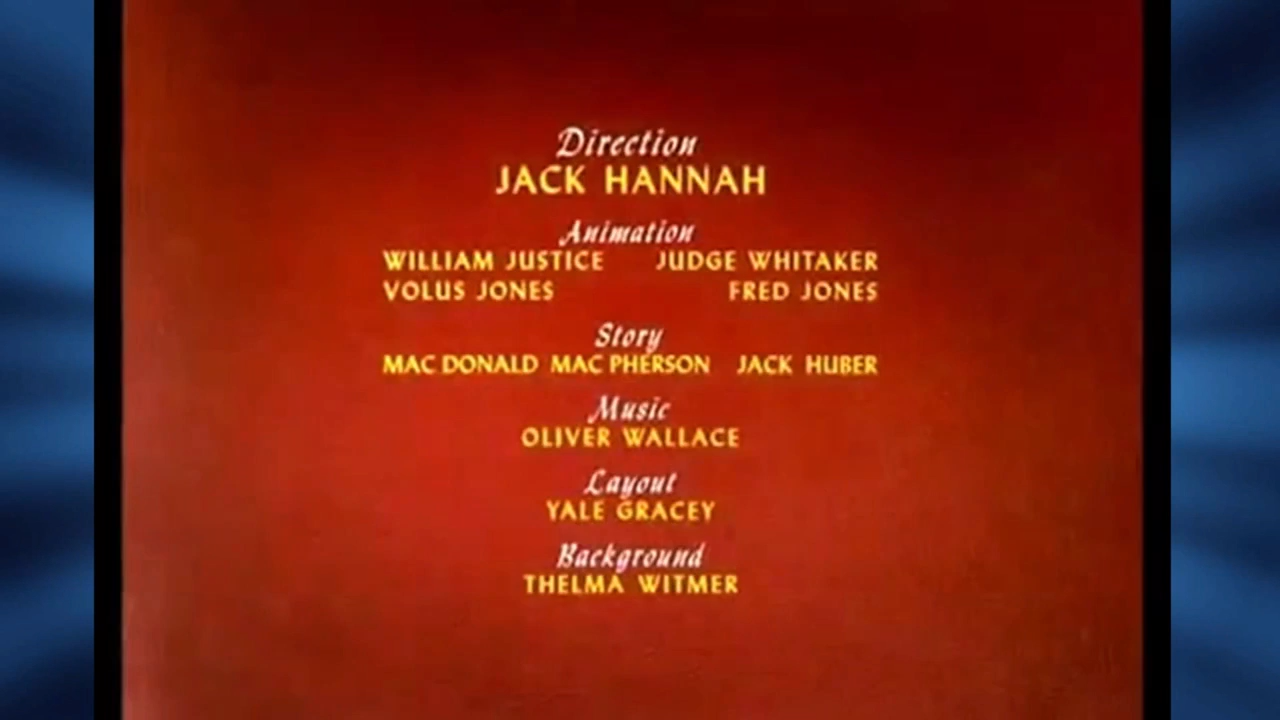 Direction
JACK HANNAH
Animation
WILLIAM JUSTICE JUDGE WHITAKER
VOLUS JONES FRED JONES
Story
MAC DONALD MAC PHERSON JACK HUBER
Music
OLIVER WALLACE
Layout
YALE GRACEY
Background
THELMA WITMER